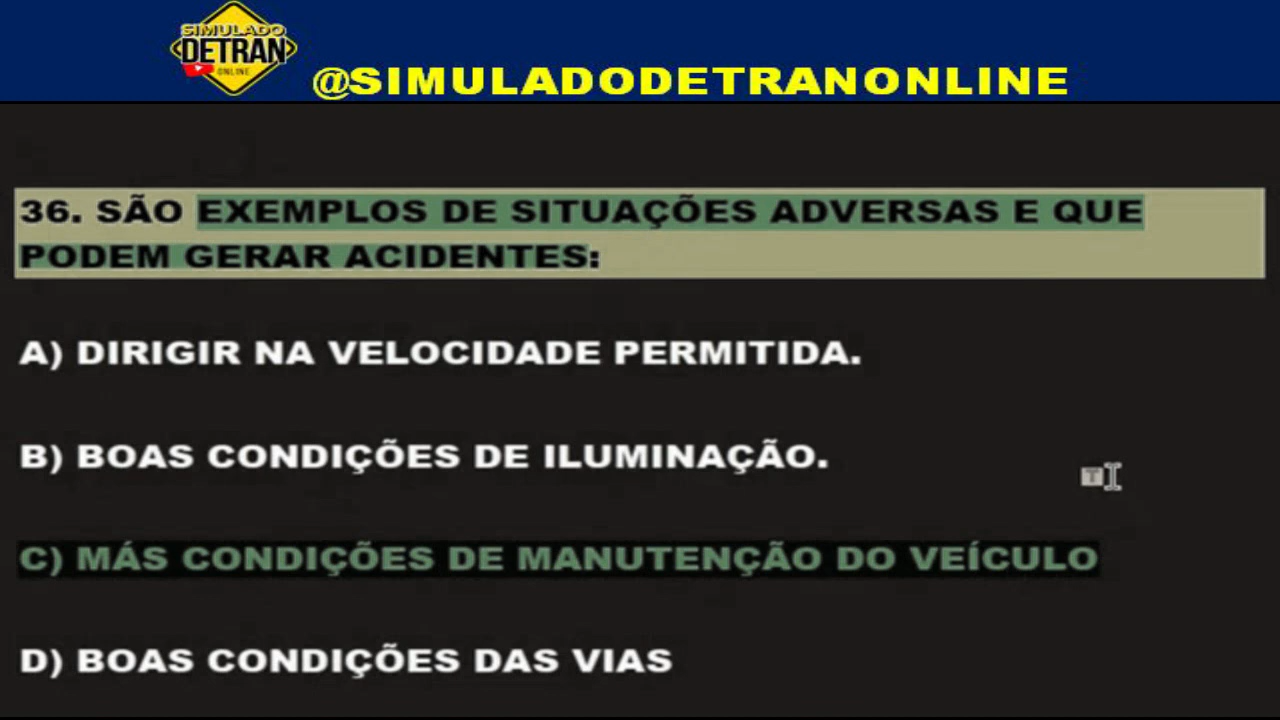 SIMULADO
DETRAN
ONLINE
@SIMULADODETRANONLINE
36. SÃO EXEMPLOS DE SITUAÇÕES ADVERSAS E QUE
PODEM GERAR ACIDENTES:
A) DIRIGIR NA VELOCIDADE PERMITIDA.
B) BOAS CONDIÇÕES DE ILUMINAÇÃO.
C) MÁS CONDIÇÕES DE MANUTENÇÃO DO VEÍCULO
D) BOAS CONDIÇÕES DAS VIAS